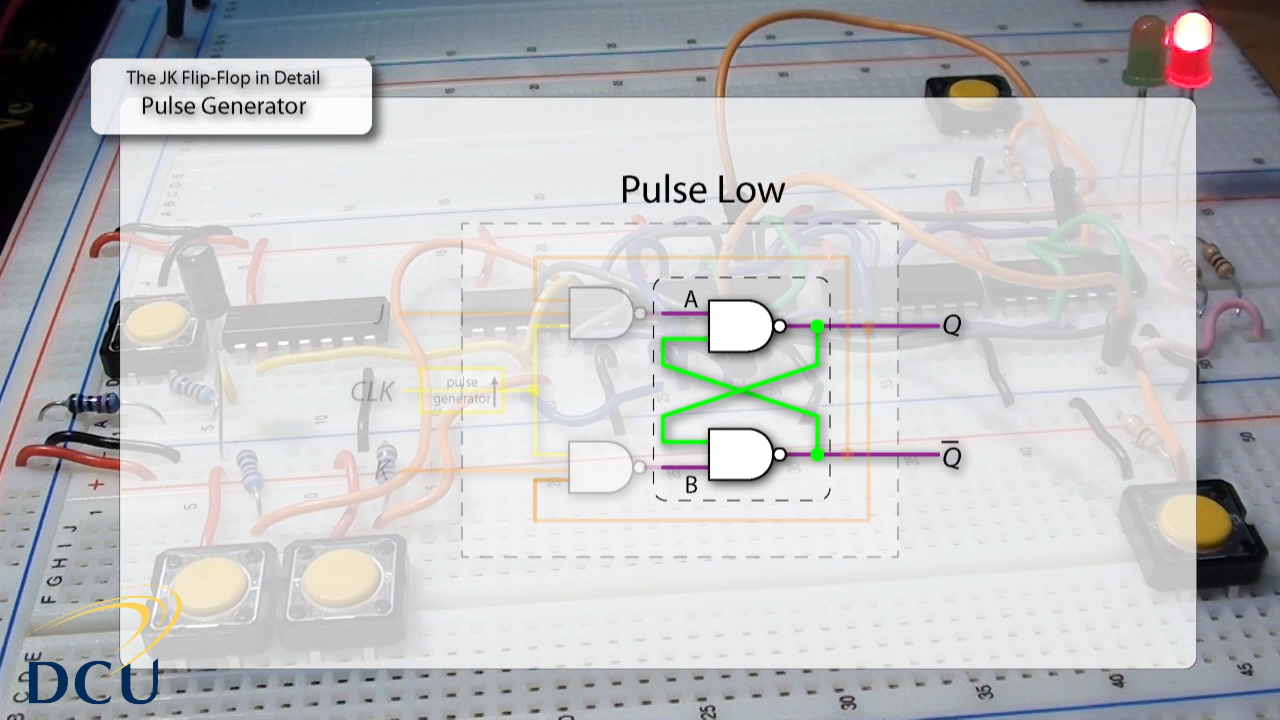 The JK Flip-Flop in Detail
Pulse Generator
Pulse Low
A
Q
CLK
pulse
generator
B
Q̅
DCU